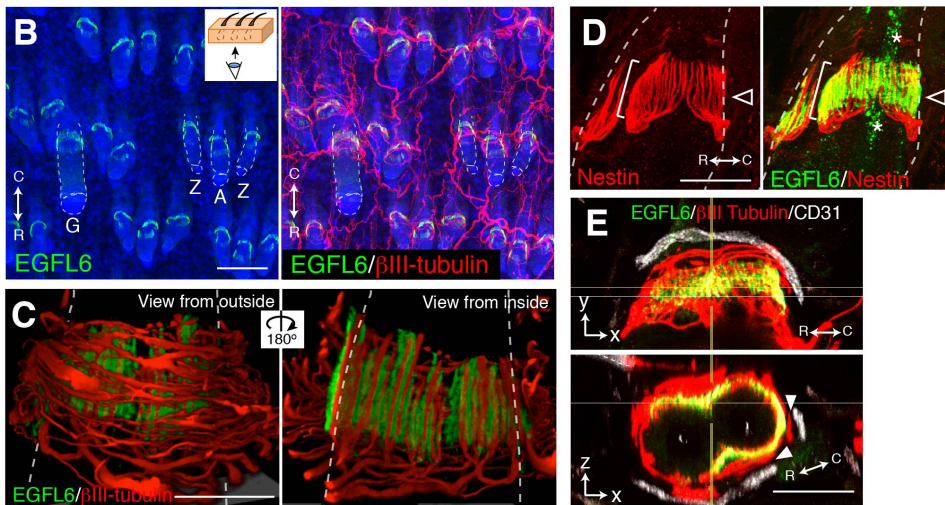 B
C
R
G
Z
A
Z
EGFL6
EGFL6/βIII-tubulin
C
View from outside
180º
View from inside
EGFL6/βIII-tubulin
D
Nestin
R C
*
*
EGFL6/Nestin
E
EGFL6/βIII Tubulin/CD31
y
x
R C
z
x
R C